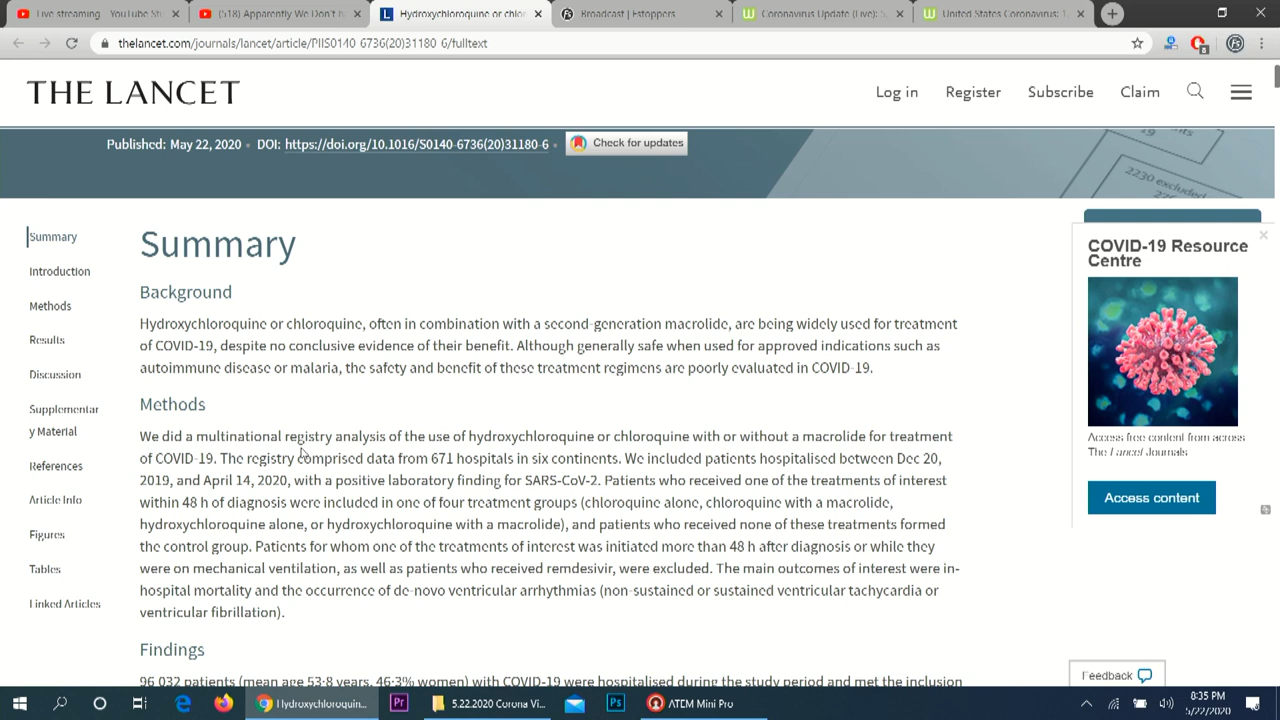 Live streaming - YouTube Stu
(518) Apparently We Don't h
Hydroxychloroquine or chlor
Broadcast | Fstoppers
Coronavirus Update (Live): 5,
United States Coronavirus: 1,
thelancet.com/journals/lancet/article/PIIS0140-6736(20)31180-6/fulltext
THE LANCET
Log in
Register
Subscribe
Claim
Published: May 22, 2020 • DOI: https://doi.org/10.1016/S0140-6736(20)31180-6 •
Check for updates
Summary
Introduction
Methods
Results
Discussion
Supplementar
y Material
References
Article Info
Figures
Tables
Linked Articles
Summary
Background
Hydroxychloroquine or chloroquine, often in combination with a second-generation macrolide, are being widely used for treatment
of COVID-19, despite no conclusive evidence of their benefit. Although generally safe when used for approved indications such as
autoimmune disease or malaria, the safety and benefit of these treatment regimens are poorly evaluated in COVID-19.
Methods
We did a multinational registry analysis of the use of hydroxychloroquine or chloroquine with or without a macrolide for treatment
of COVID-19. The registry comprised data from 671 hospitals in six continents. We included patients hospitalised between Dec 20,
2019, and April 14, 2020, with a positive laboratory finding for SARS-CoV-2. Patients who received one of the treatments of interest
within 48 h of diagnosis were included in one of four treatment groups (chloroquine alone, chloroquine with a macrolide,
hydroxychloroquine alone, or hydroxychloroquine with a macrolide), and patients who received none of these treatments formed
the control group. Patients for whom one of the treatments of interest was initiated more than 48 h after diagnosis or while they
were on mechanical ventilation, as well as patients who received remdesivir, were excluded. The main outcomes of interest were in-
hospital mortality and the occurrence of de-novo ventricular arrhythmias (non-sustained or sustained ventricular tachycardia or
ventricular fibrillation).
Findings
96 032 patients (mean age 53·8 years, 46·3% women) with COVID-19 were hospitalised during the study period and met the inclusion
COVID-19 Resource
Centre
Access free content from across
The Lancet Journals
Access content
Feedback
2230 excluded
Hydroxychloroquin...
5.22.2020 Corona Vi...
ATEM Mini Pro
8:35 PM
5/22/2020